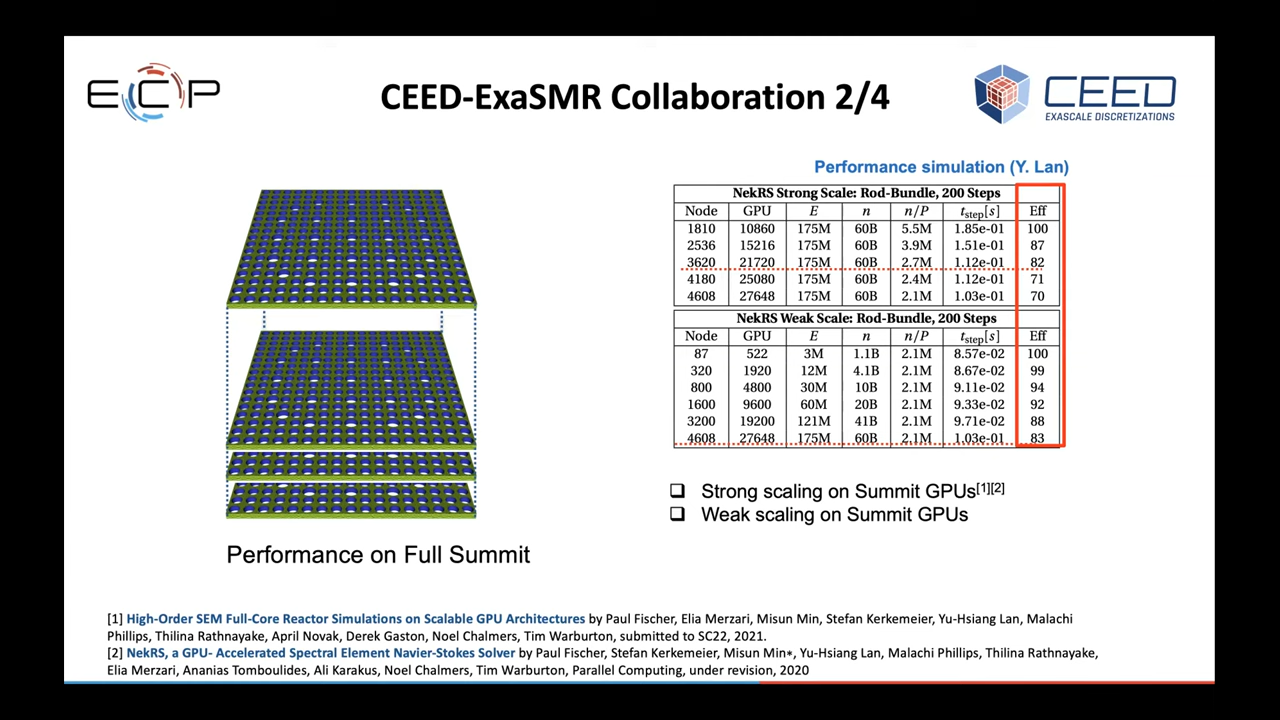 ECP
CEED-ExaSMR Collaboration 2/4
CEED
EXASCALE DISCRETIZATIONS
Performance simulation (Y. Lan)
NekRS Strong Scale: Rod-Bundle, 200 Steps
Node GPU E n n/P tstep[s] Eff
1810 10860 175M 60B 5.5M 1.85e-01 100
2536 15216 175M 60B 3.9M 1.51e-01 87
3620 21720 175M 60B 2.7M 1.12e-01 82
4180 25080 175M 60B 2.4M 1.12e-01 71
4608 27648 175M 60B 2.1M 1.03e-01 70
NekRS Weak Scale: Rod-Bundle, 200 Steps
Node GPU E n n/P tstep[s] Eff
87 522 3M 1.1B 2.1M 8.57e-02 100
320 1920 12M 4.1B 2.1M 8.67e-02 99
800 4800 30M 10B 2.1M 9.11e-02 94
1600 9600 60M 20B 2.1M 9.33e-02 92
3200 19200 121M 41B 2.1M 9.71e-02 88
4608 27648 175M 60B 2.1M 1.03e-01 83
❑ Strong scaling on Summit GPUs[1][2]
❑ Weak scaling on Summit GPUs
Performance on Full Summit
[1] High-Order SEM Full-Core Reactor Simulations on Scalable GPU Architectures by Paul Fischer, Elia Merzari, Misun Min, Stefan Kerkemeier, Yu-Hsiang Lan, Malachi
Phillips, Thilina Rathnayake, April Novak, Derek Gaston, Noel Chalmers, Tim Warburton, submitted to SC22, 2021.
[2] NekRS, a GPU- Accelerated Spectral Element Navier-Stokes Solver by Paul Fischer, Stefan Kerkemeier, Misun Min*, Yu-Hsiang Lan, Malachi Phillips, Thilina Rathnayake,
Elia Merzari, Ananias Tomboulides, Ali Karakus, Noel Chalmers, Tim Warburton, Parallel Computing, under revision, 2020